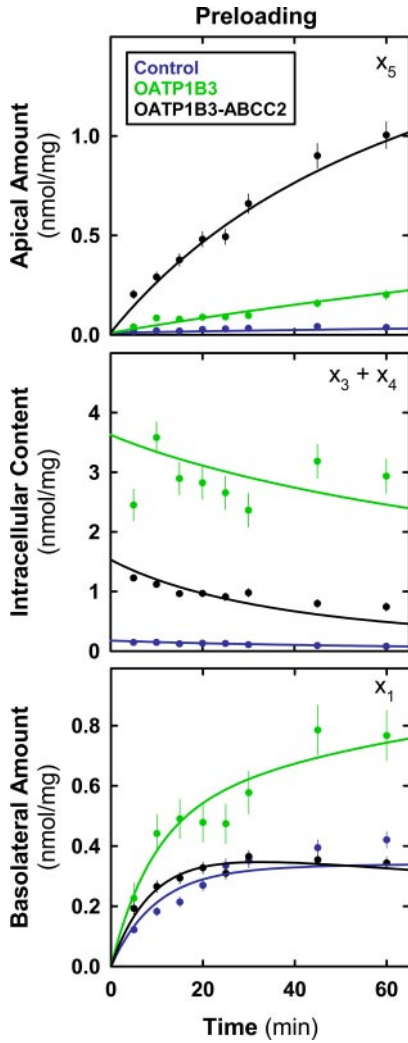 Preloading
Control
OATP1B3
OATP1B3-ABCC2
x5
Apical Amount
(nmol/mg)
1.0
0.5
0.0
x3 + x4
Intracellular Content
(nmol/mg)
4
3
2
1
0
x1
Basolateral Amount
(nmol/mg)
0.8
0.6
0.4
0.2
0.0
0 20 40 60
Time (min)